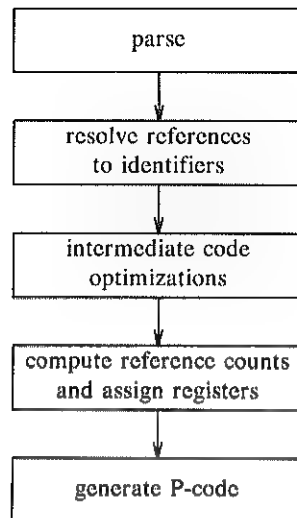 parse
resolve references
to identifiers
intermediate code
optimizations
compute reference counts
and assign registers
generate P-code